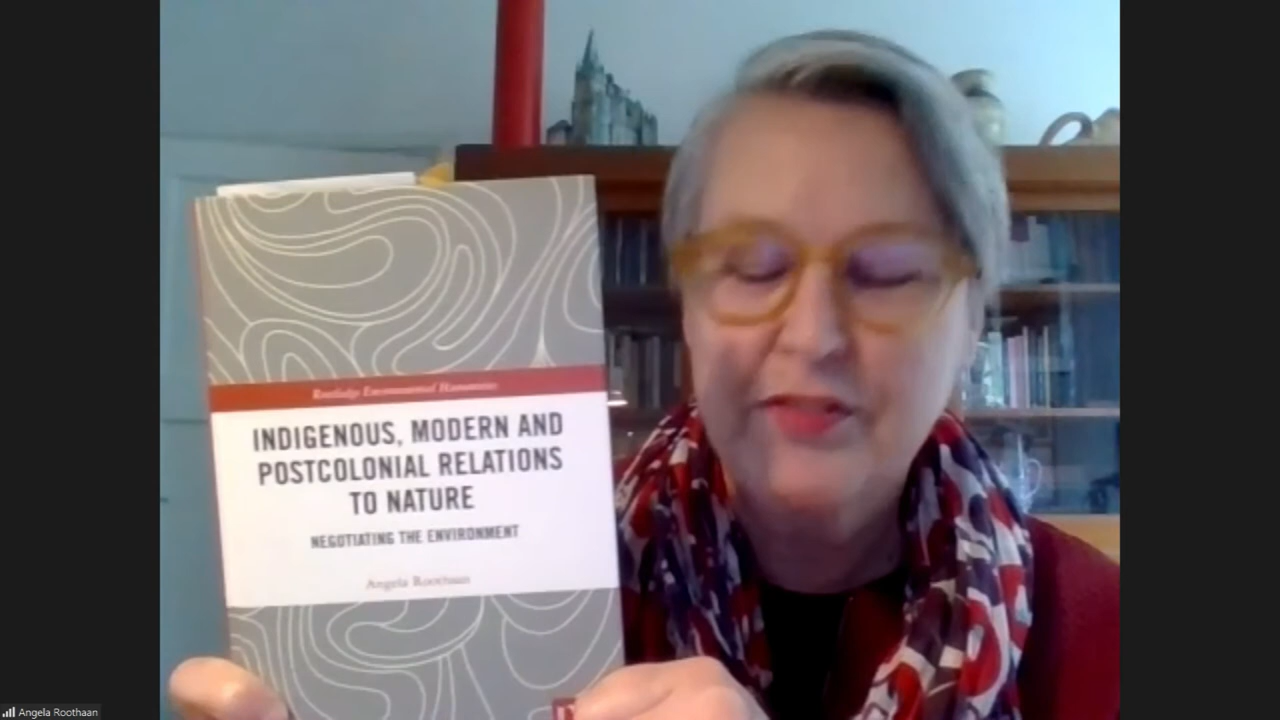 Routledge Environmental Humanities
INDIGENOUS, MODERN AND
POSTCOLONIAL RELATIONS
TO NATURE
NEGOTIATING THE ENVIRONMENT
Angela Roothaan
Angela Roothaan